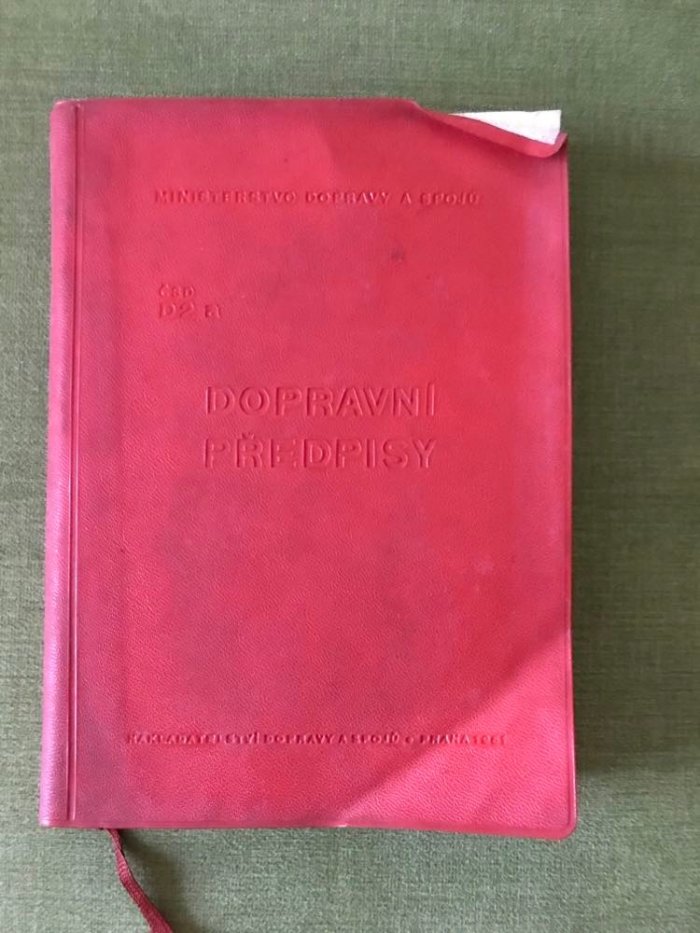 MINISTERSTVO DOPRAVY A SPOJŮ
ČSD
D2 a
DOPRAVNÍ
PŘEDPISY
NAKLADATELSTVÍ DOPRAVY A SPOJŮ • PRAHA